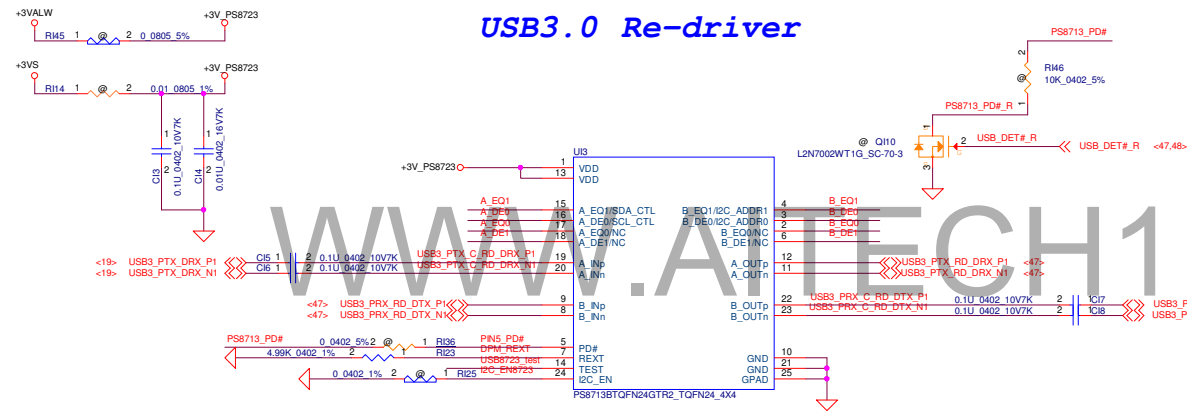 USB3.0 Re-driver
+3VALW
+3V_PS8723
RI45 1 @ 2 0_0805_5%
+3VS
+3V_PS8723
RI14 1 @ 2 0.01_0805_1%
CI3 1 2 0.1U_0402_10V7K
CI4 1 2 0.01U_0402_16V7K
PS8713_PD#
2
@ RI46
10K_0402_5%
1
PS8713_PD#_R
1
@ QI10
L2N7002WT1G_SC-70-3
2 USB_DET#_R
USB_DET#_R <47,48>
3
UI3
+3V_PS8723
1 VDD
13 VDD
A_EQ1 15 A_EQ1/SDA_CTL
A_DE0 16 A_DE0/SCL_CTL
A_EQ0 17 A_EQ0/NC
A_DE1 18 A_DE1/NC
B_EQ1/I2C_ADDR1 4 B_EQ1
B_DE0/I2C_ADDR0 3 B_DE0
B_EQ0/NC 2 B_EQ0
B_DE1/NC 6 B_DE1
WWW.AITECH1
<19> USB3_PTX_DRX_P1 CI5 1 2 0.1U_0402_10V7K USB3_PTX_C_RD_DRX_P1 19 A_INp
<19> USB3_PTX_DRX_N1 CI6 1 2 0.1U_0402_10V7K USB3_PTX_C_RD_DRX_N1 20 A_INn
A_OUTp 12 USB3_PTX_RD_DRX_P1 <47>
A_OUTn 11 USB3_PTX_RD_DRX_N1 <47>
<47> USB3_PRX_RD_DTX_P1 9 B_INp
<47> USB3_PRX_RD_DTX_N1 8 B_INn
B_OUTp 22 USB3_PRX_C_RD_DTX_P1 0.1U_0402_10V7K 2 1 CI7 USB3_P
B_OUTn 23 USB3_PRX_C_RD_DTX_N1 0.1U_0402_10V7K 2 1 CI8 USB3_P
PS8713_PD# 0_0402_5% 2 @ 1 RI36 PIN5_PD# 5 PD#
4.99K_0402_1% 2 1 RI23 DPM_REXT 7 REXT
USB8723_test 14 TEST
0_0402_1% 2 @ 1 RI25 I2C_EN8723 24 I2C_EN
GND 10
GND 21
GPAD 25
PS8713BTQFN24GTR2_TQFN24_4X4